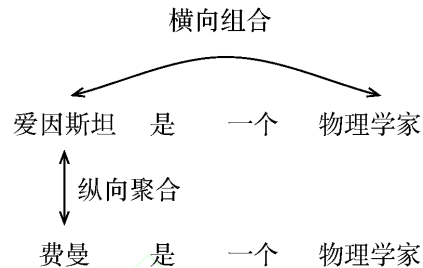 横向组合
爱因斯坦 是 一个 物理学家
纵向聚合
费曼 是 一个 物理学家